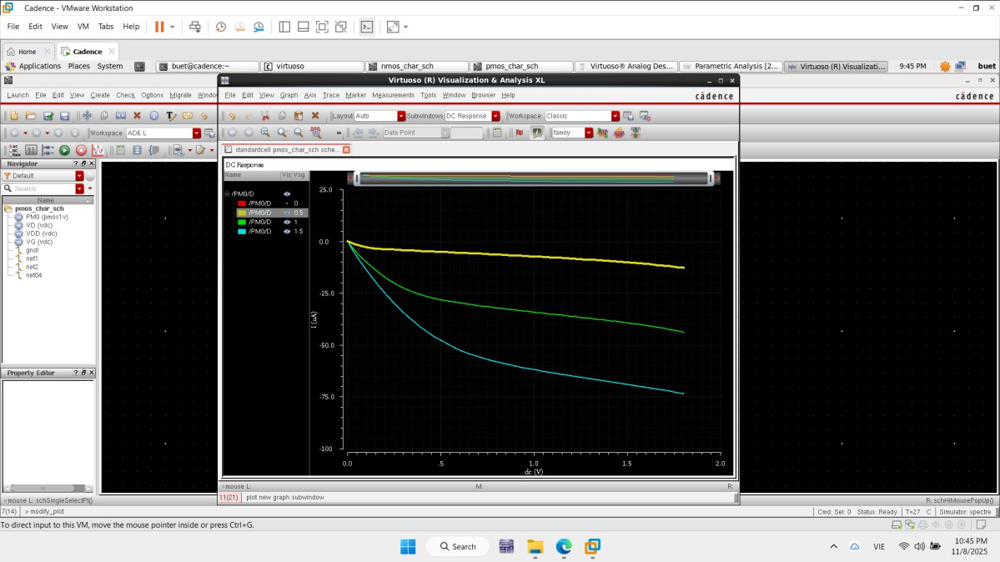 Cadence - VMware Workstation
File Edit View VM Tabs Help
Home Cadence
Applications Places System buet@cadence:~ virtuoso nmos_char_sch pmos_char_sch Virtuoso® Analog Des... Parametric Analysis [2... Virtuoso (R) Visualizati... 9:45 PM buet
Virtuoso (R) Visualization & Analysis XL
Launch File Edit View Create Check Options Migrate Window
File Edit View Graph Axis Trace Marker Measurements Tools Window Browser Help cādence
cādence
Layout Auto Subwindows: DC Response Workspace: Classic
Workspace: ADE L
» Data Point family
standardcell pmos_char_sch sche...
Navigator
Default
Search
Name
pmos_char_sch
PM0 (pmos1v)
VD (vdc)
VDD (vdc)
VG (vdc)
gnd!
net1
net2
net04
Property Editor
DC Response
Name Vis Vsg
/PM0/D
/PM0/D 0
/PM0/D 0.5
/PM0/D 1
/PM0/D 1.5
25.0
0.0
-25.0
-50.0
-75.0
-100
I (uA)
0.0 .5 1.0 1.5 2.0
dc (V)
mouse L: M: R:
11(21) plot new graph subwindow
mouse L: schSingleSelectPt() R: schHiMousePopUp()
7(14) > modify_plot Cmd: Sel: 0 Status: Ready T=27 C Simulator: spectre
To direct input to this VM, move the mouse pointer inside or press Ctrl+G.
Search
VIE
10:45 PM
11/8/2025